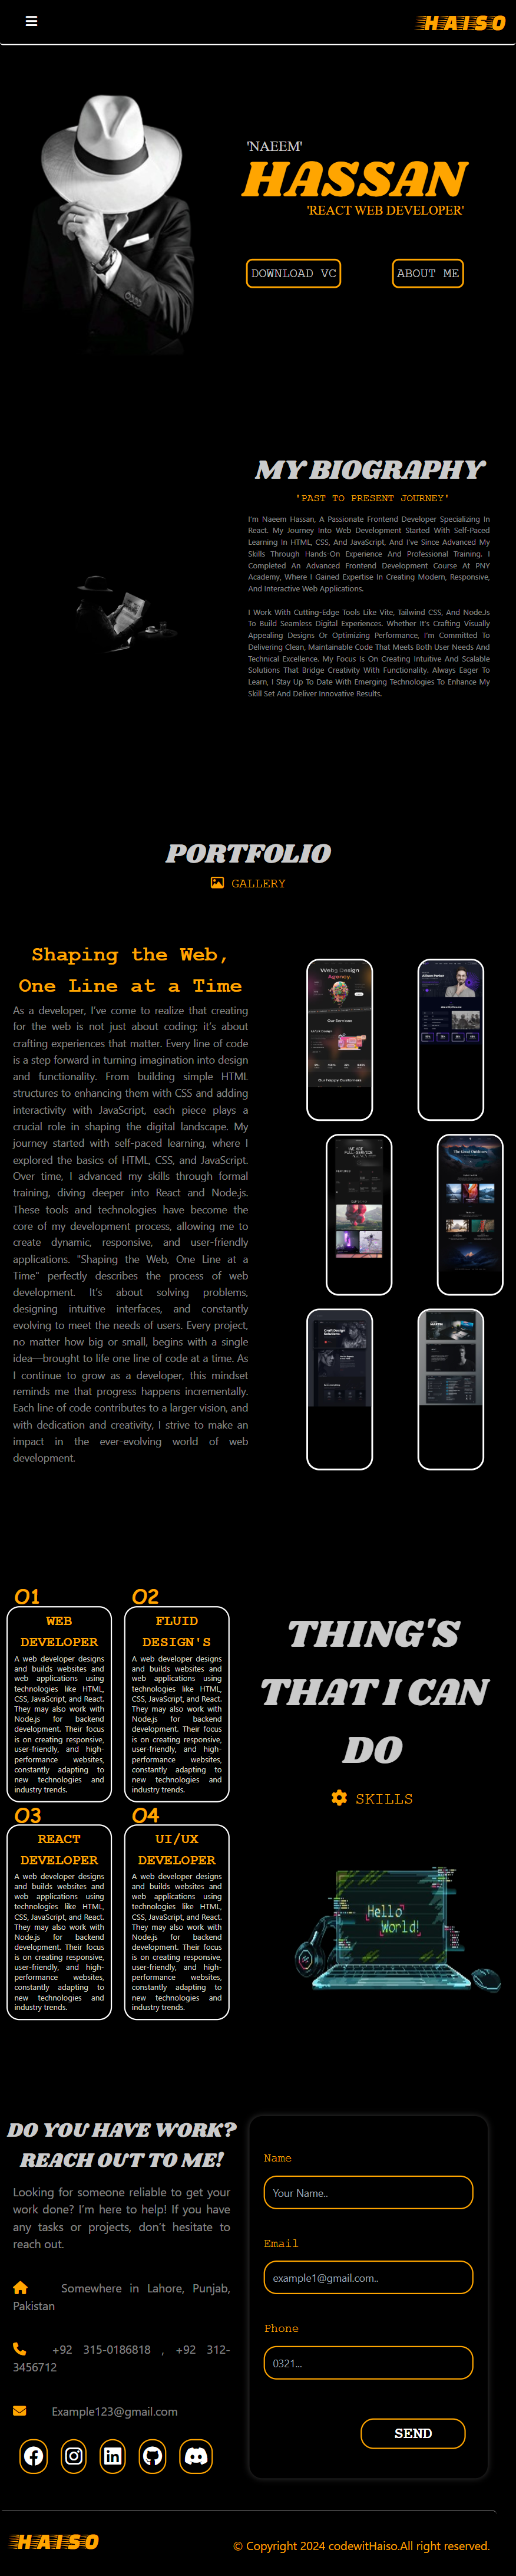 HAISO
'NAEEM'
HASSAN
'REACT WEB DEVELOPER'
DOWNLOAD VC
ABOUT ME
MY BIOGRAPHY
'PAST TO PRESENT JOURNEY'
I'm Naeem Hassan, A Passionate Frontend Developer Specializing In
React. My Journey Into Web Development Started With Self-Paced
Learning In HTML, CSS, And JavaScript, And I've Since Advanced My
Skills Through Hands-On Experience And Professional Training. I
Completed An Advanced Frontend Development Course At PNY
Academy, Where I Gained Expertise In Creating Modern, Responsive,
And Interactive Web Applications.
I Work With Cutting-Edge Tools Like Vite, Tailwind CSS, And NodeJs
To Build Seamless Digital Experiences. Whether It's Crafting Visually
Appealing Designs Or Optimizing Performance, I'm Committed To
Delivering Clean, Maintainable Code That Meets Both User Needs And
Technical Excellence. My Focus Is On Creating Intuitive And Scalable
Solutions That Bridge Creativity With Functionality. Always Eager To
Learn, I Stay Up To Date With Emerging Technologies To Enhance My
Skill Set And Deliver Innovative Results.
PORTFOLIO
GALLERY
Shaping the Web,
One Line at a Time
As a developer, I've come to realize that creating
for the web is not just about coding; it's about
crafting experiences that matter. Every line of code
is a step forward in turning imagination into design
and functionality. From building simple HTML
structures to enhancing them with CSS and adding
interactivity with JavaScript, each piece plays a
crucial role in shaping the digital landscape. My
journey started with self-paced learning, where I
explored the basics of HTML, CSS, and JavaScript.
Over time, I advanced my skills through formal
training, diving deeper into React and Node.js.
These tools and technologies have become the
core of my development process, allowing me to
create dynamic, responsive, and user-friendly
applications. "Shaping the Web, One Line at a
Time" perfectly describes the process of web
development. It's about solving problems,
designing intuitive interfaces, and constantly
evolving to meet the needs of users. Every project,
no matter how big or small, begins with a single
idea—brought to life one line of code at a time. As
I continue to grow as a developer, this mindset
reminds me that progress happens incrementally.
Each line of code contributes to a larger vision, and
with dedication and creativity, I strive to make an
impact in the ever-evolving world of web
development.
Web3 Design
Agency.
Our Services
Our Happy Customers
The Great Outdoors
Craft Design
Solutions
01
WEB
DEVELOPER
A web developer designs
and builds websites and
web applications using
technologies like HTML,
CSS, JavaScript, and React.
They may also work with
Node.js for backend
development. Their focus
is on creating responsive,
user-friendly, and high-
performance websites,
constantly adapting to
new technologies and
industry trends.
02
FLUID
DESIGN'S
A web developer designs
and builds websites and
web applications using
technologies like HTML,
CSS, JavaScript, and React.
They may also work with
Node.js for backend
development. Their focus
is on creating responsive,
user-friendly, and high-
performance websites,
constantly adapting to
new technologies and
industry trends.
03
REACT
DEVELOPER
A web developer designs
and builds websites and
web applications using
technologies like HTML,
CSS, JavaScript, and React.
They may also work with
Node.js for backend
development. Their focus
is on creating responsive,
user-friendly, and high-
performance websites,
constantly adapting to
new technologies and
industry trends.
04
UI/UX
DEVELOPER
A web developer designs
and builds websites and
web applications using
technologies like HTML,
CSS, JavaScript, and React.
They may also work with
Node.js for backend
development. Their focus
is on creating responsive,
user-friendly, and high-
performance websites,
constantly adapting to
new technologies and
industry trends.
THING'S
THAT I CAN
DO
SKILLS
Hello
World!
DO YOU HAVE WORK?
REACH OUT TO ME!
Looking for someone reliable to get your
work done? I'm here to help! If you have
any tasks or projects, don't hesitate to
reach out.
Somewhere in Lahore, Punjab,
Pakistan
+92 315-0186818 , +92 312-
3456712
Example123@gmail.com
Name
Your Name..
Email
example1@gmail.com..
Phone
0321...
SEND
HAISO
© Copyright 2024 codewitHaiso.All right reserved.